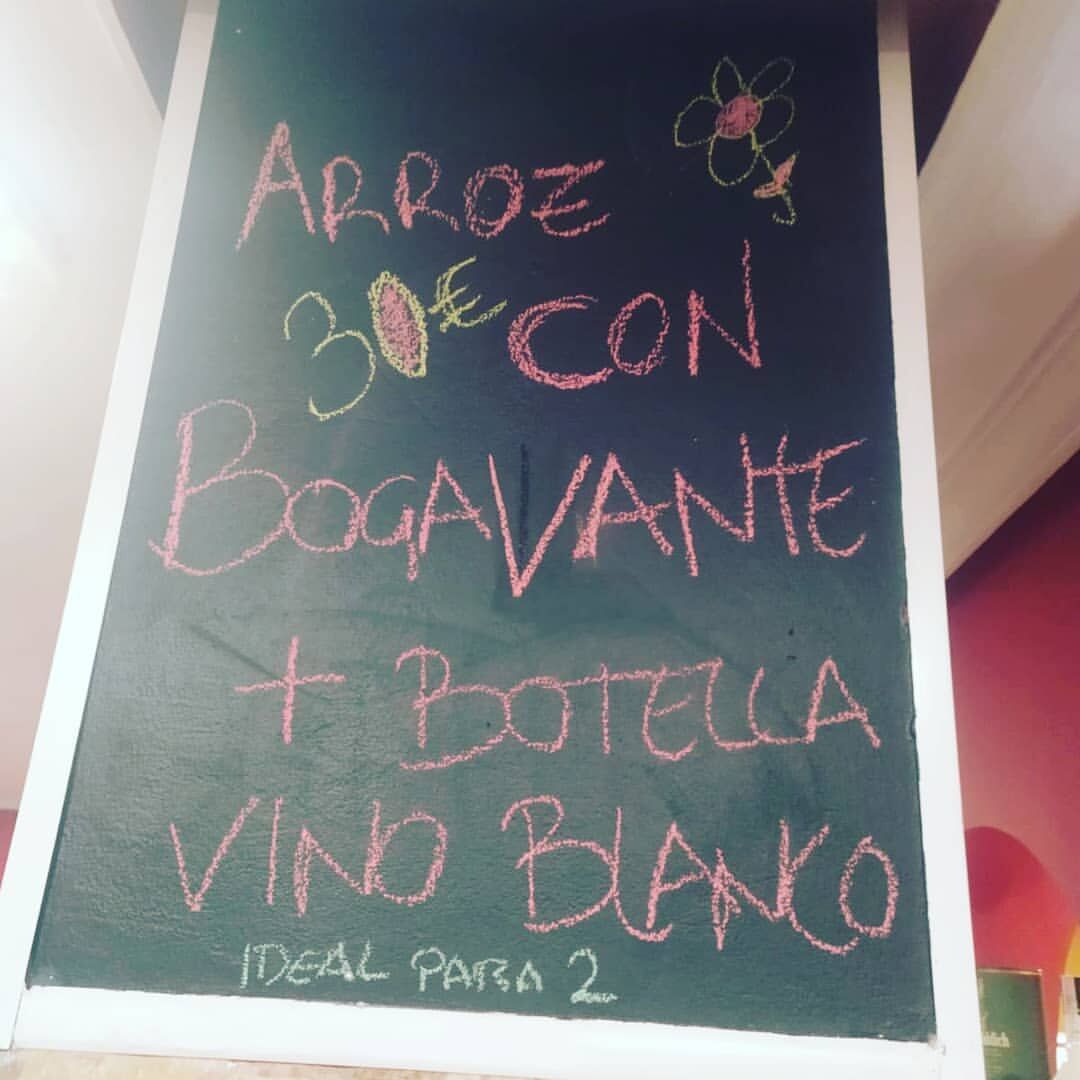 ARROZ
30€ CON
BOGAVANTE
+ BOTELLA
VINO BLANCO
IDEAL PARA 2